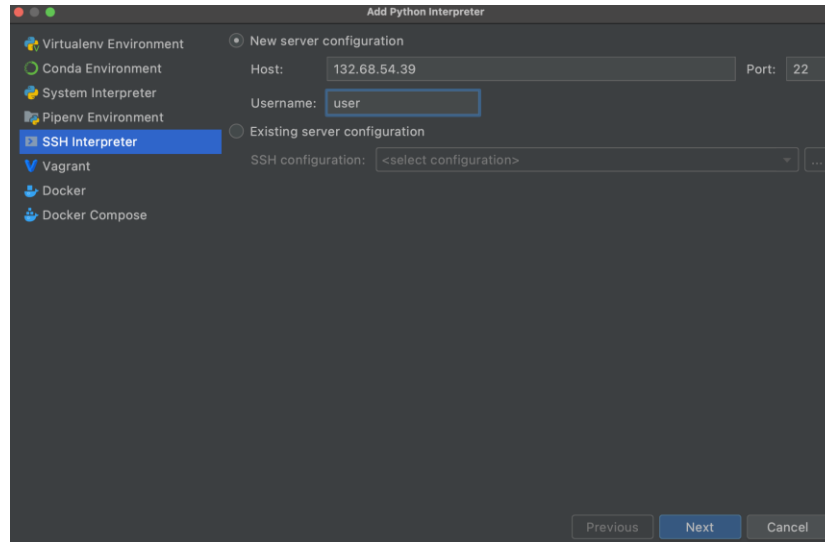 Add Python Interpreter
Virtualenv Environment
Conda Environment
System Interpreter
Pipenv Environment
SSH Interpreter
Vagrant
Docker
Docker Compose
New server configuration
Host: 132.68.54.39 Port: 22
Username: user
Existing server configuration
SSH configuration: <select configuration> ...
Previous Next Cancel